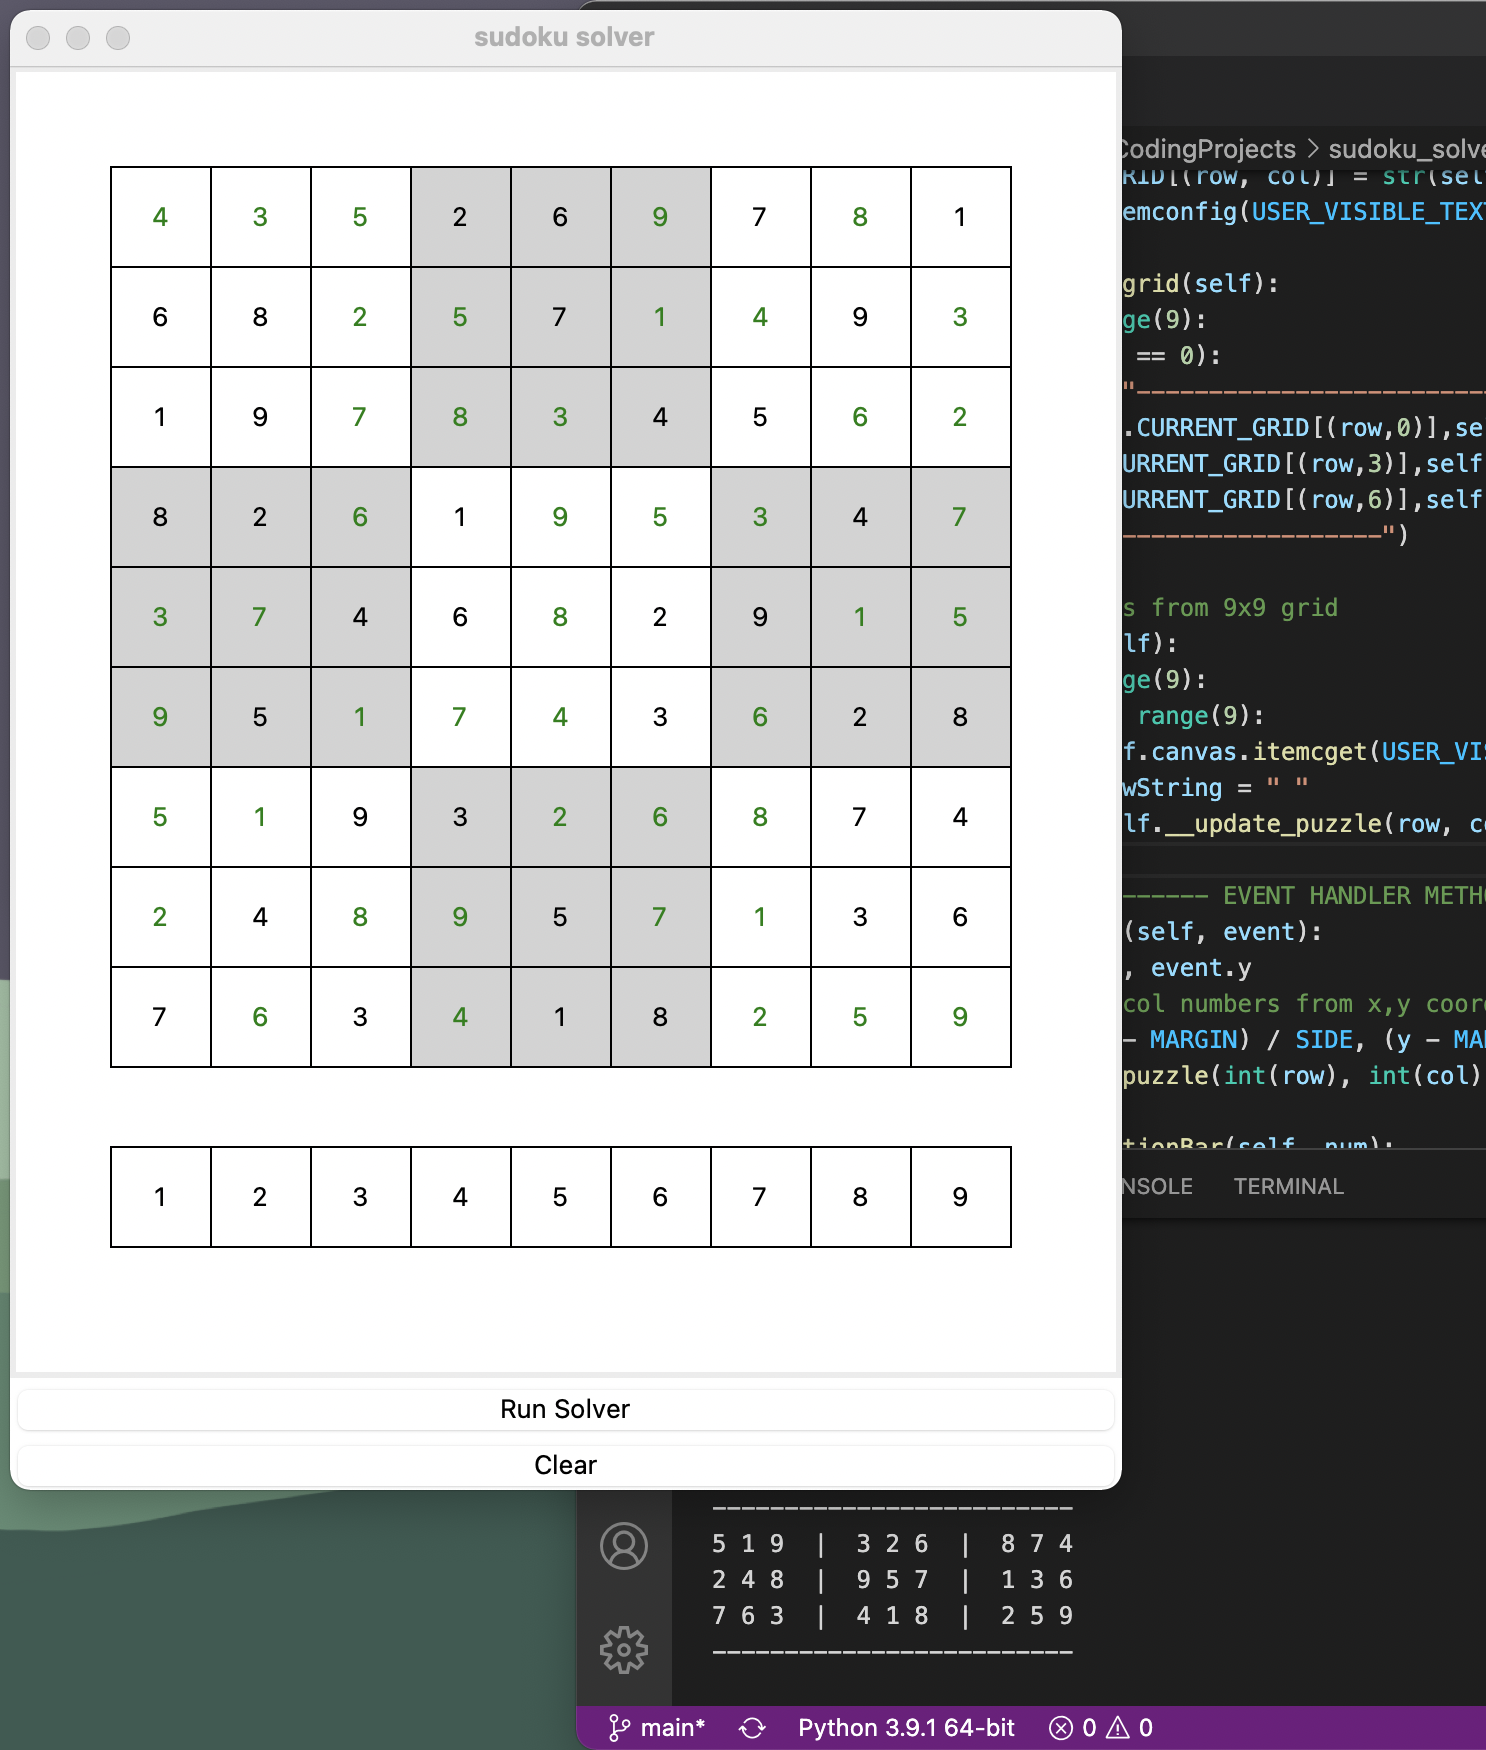 sudoku solver
4 3 5 2 6 9 7 8 1
6 8 2 5 7 1 4 9 3
1 9 7 8 3 4 5 6 2
8 2 6 1 9 5 3 4 7
3 7 4 6 8 2 9 1 5
9 5 1 7 4 3 6 2 8
5 1 9 3 2 6 8 7 4
2 4 8 9 5 7 1 3 6
7 6 3 4 1 8 2 5 9
1 2 3 4 5 6 7 8 9
Run Solver
Clear
CodingProjects > sudoku_solve
RID[(row, col)] = str(sel
emconfig(USER_VISIBLE_TEX
grid(self):
ge(9):
== 0):
"-------------------------
.CURRENT_GRID[(row,0)],se
URRENT_GRID[(row,3)],self
URRENT_GRID[(row,6)],self
------------------")
s from 9x9 grid
lf):
ge(9):
range(9):
f.canvas.itemcget(USER_VIS
wString = " "
lf.__update_puzzle(row, c
------ EVENT HANDLER METH
(self, event):
, event.y
col numbers from x,y coor
- MARGIN) / SIDE, (y - MA
puzzle(int(row), int(col)
tionBar(self, num):
NSOLE TERMINAL
-------------------------
5 1 9 | 3 2 6 | 8 7 4
2 4 8 | 9 5 7 | 1 3 6
7 6 3 | 4 1 8 | 2 5 9
-------------------------
main* Python 3.9.1 64-bit 0 0